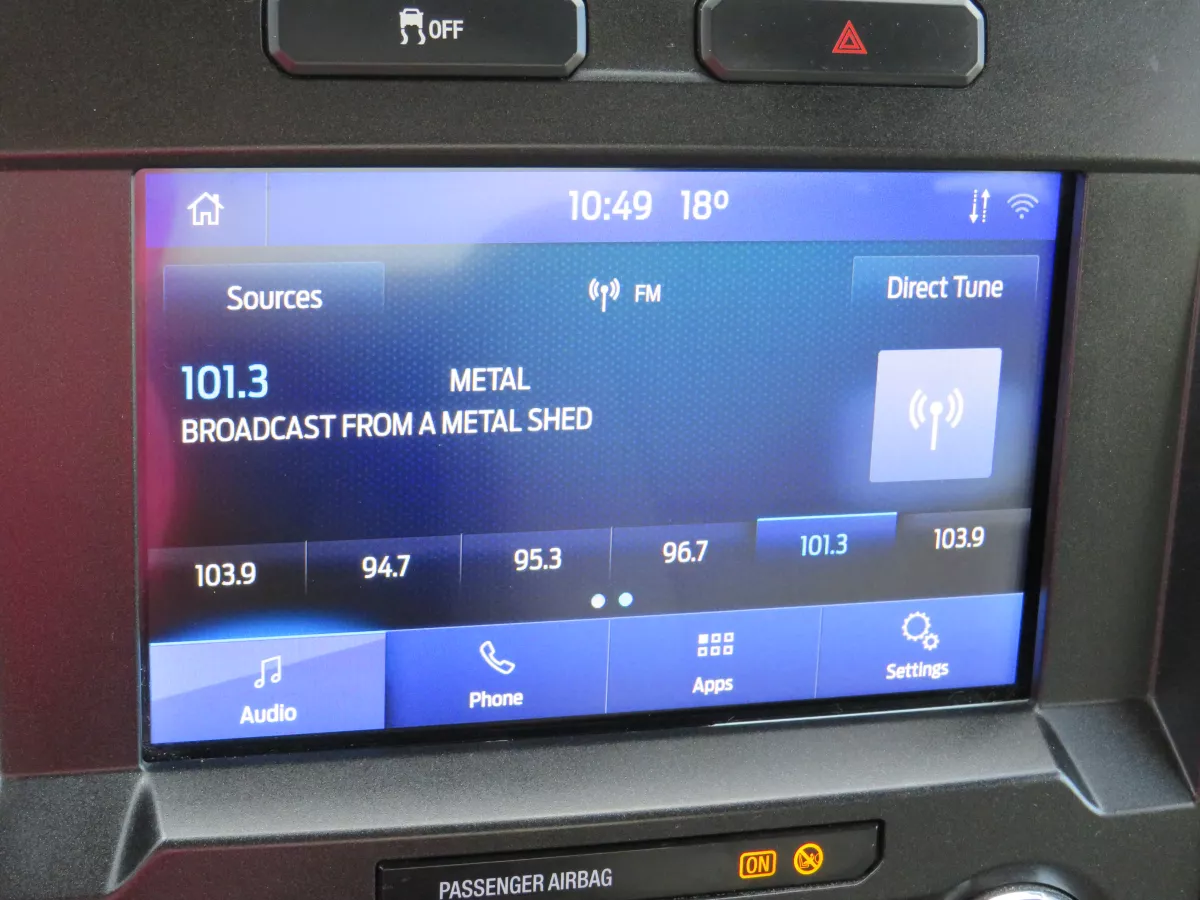 OFF
10:49 18°
Sources
FM
Direct Tune
101.3 METAL
BROADCAST FROM A METAL SHED
103.9 94.7 95.3 96.7 101.3 103.9
Audio Phone Apps Settings
PASSENGER AIRBAG ON